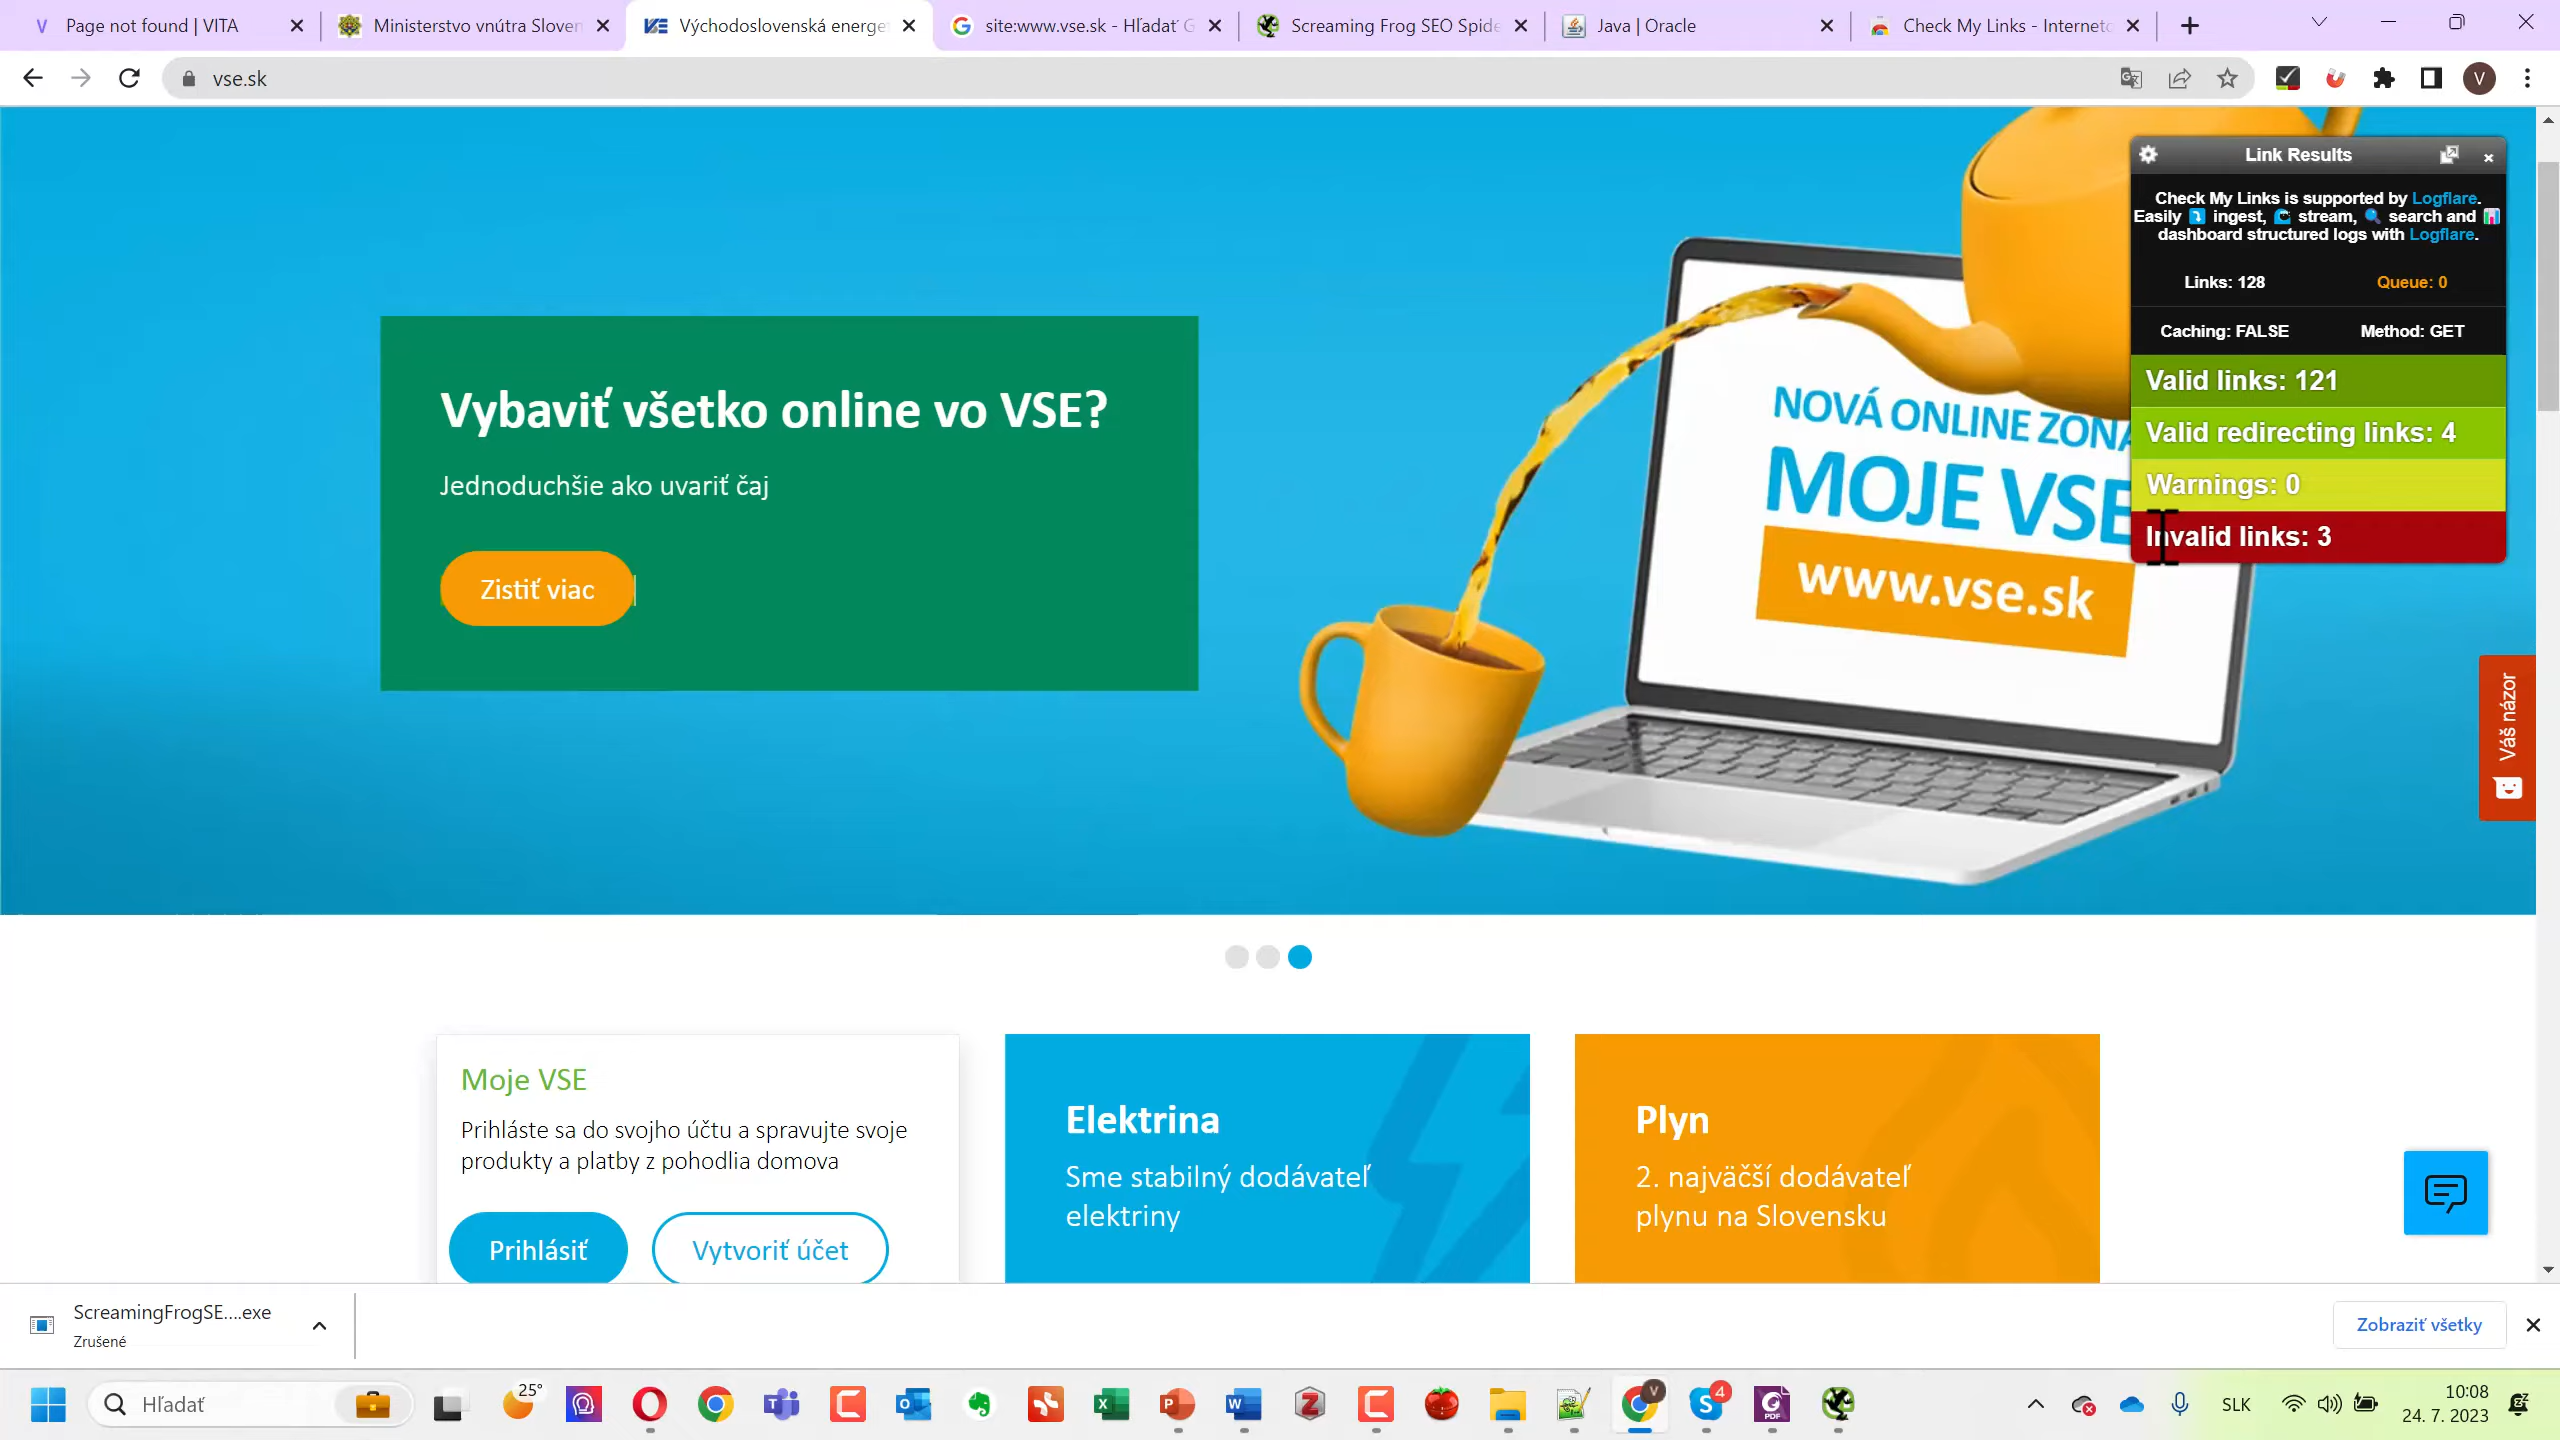 Page not found | VITA
Ministerstvo vnútra Sloven
Východoslovenská energe
site:www.vse.sk - Hľadať G
Screaming Frog SEO Spide
Java | Oracle
Check My Links - Internetc
vse.sk
V
Link Results
Check My Links is supported by Logflare.
Easily ingest, stream, search and
dashboard structured logs with Logflare.
Links: 128
Queue: 0
Caching: FALSE
Method: GET
Valid links: 121
Valid redirecting links: 4
Warnings: 0
Invalid links: 3
Vybaviť všetko online vo VSE?
Jednoduchšie ako uvariť čaj
Zistiť viac
NOVÁ ONLINE ZÓNA
MOJE VSE
www.vse.sk
Váš názor
Moje VSE
Prihláste sa do svojho účtu a spravujte svoje
produkty a platby z pohodlia domova
Prihlásiť
Vytvoriť účet
Elektrina
Sme stabilný dodávateľ
elektriny
Plyn
2. najväčší dodávateľ
plynu na Slovensku
ScreamingFrogSE....exe
Zrušené
Zobraziť všetky
Hľadať
25°
4
SLK
10:08
24. 7. 2023